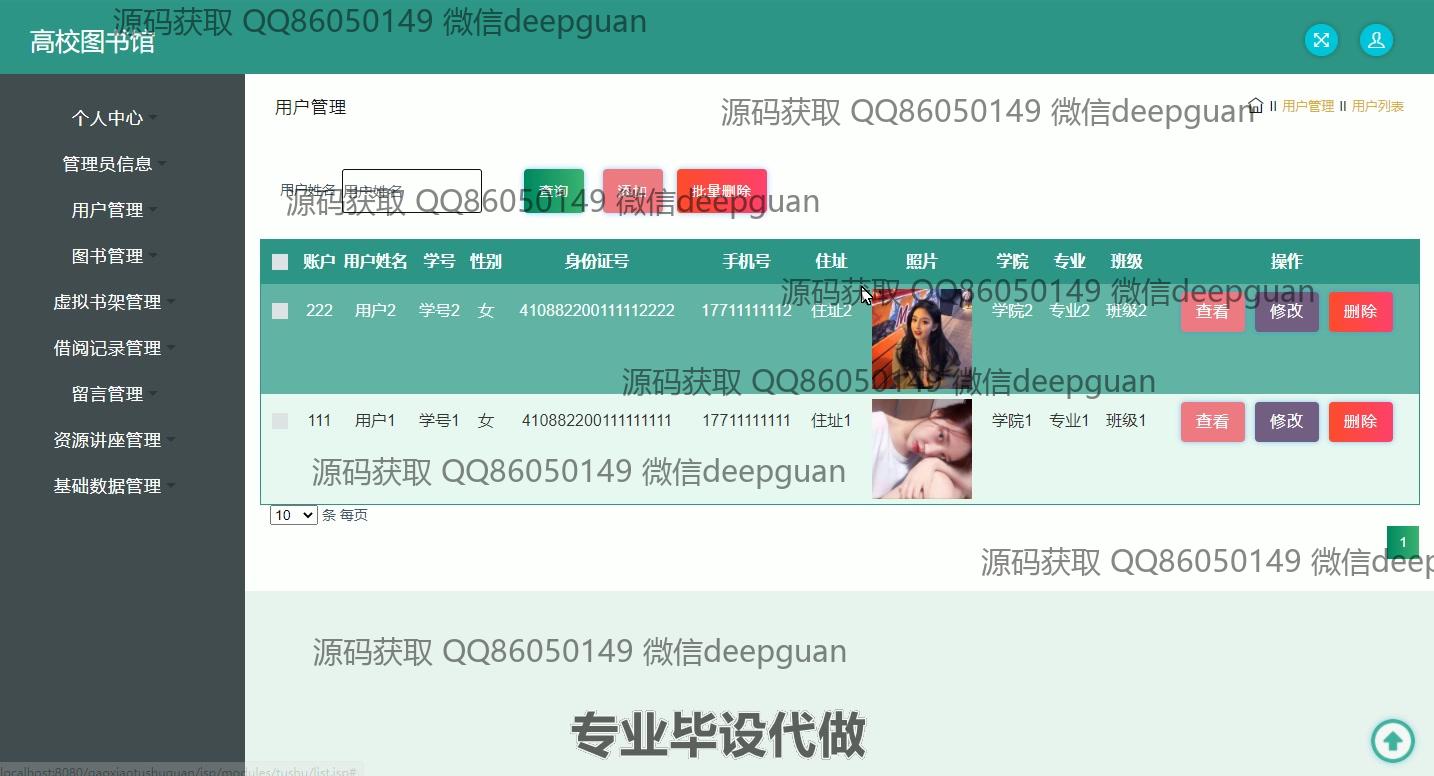 源码获取 QQ86050149 微信deepguan
高校图书馆
个人中心
管理员信息
用户管理
图书管理
虚拟书架管理
借阅记录管理
留言管理
资源讲座管理
基础数据管理
用户管理
源码获取 QQ86050149 微信deepguan
用户管理 用户列表
用户姓名 用户姓名 查询 添加 批量删除
源码获取 QQ86050149 微信deepguan
账户 用户姓名 学号 性别 身份证号 手机号 住址 照片 学院 专业 班级 操作
源码获取 QQ86050149 微信deepguan
222 用户2 学号2 女 410882200111112222 17711111112 住址2 学院2 专业2 班级2 查看 修改 删除
源码获取 QQ86050149 微信deepguan
111 用户1 学号1 女 410882200111111111 17711111111 住址1 学院1 专业1 班级1 查看 修改 删除
源码获取 QQ86050149 微信deepguan
10 条 每页
1
源码获取 QQ86050149 微信deep
源码获取 QQ86050149 微信deepguan
专业毕设代做
localhost:8080/gaoxiaotushuguan/jsp/modules/tushu/list.jsp#